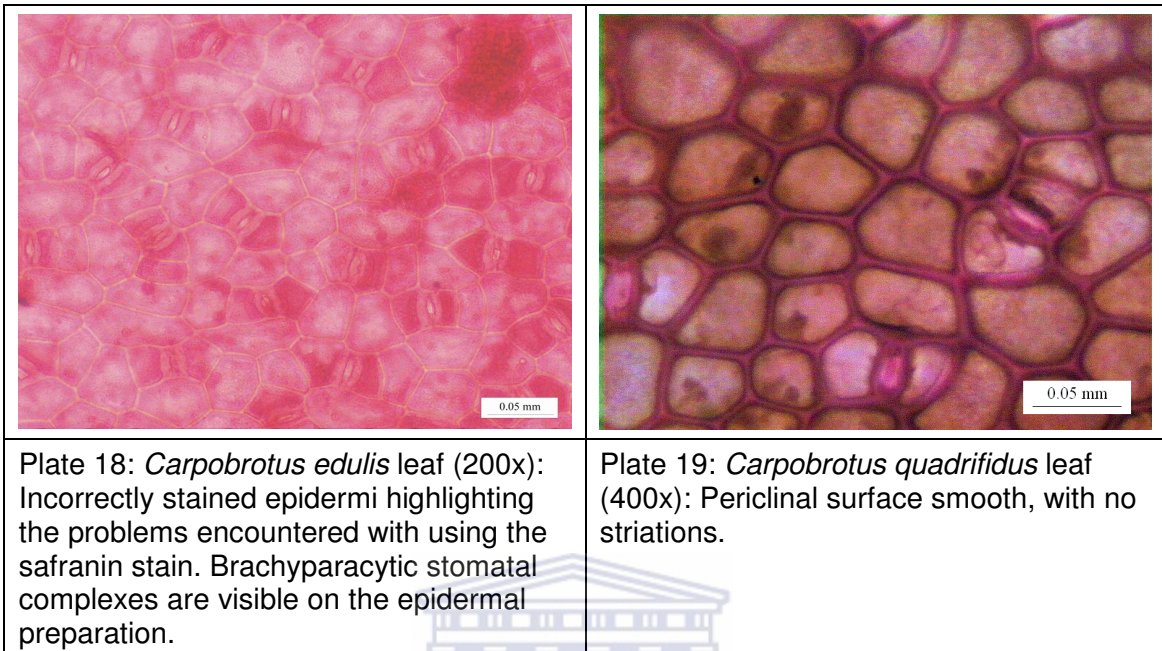 0.05 mm
0.05 mm
Plate 18: Carpobrotus edulis leaf (200x):
Incorrectly stained epidermi highlighting
the problems encountered with using the
safranin stain. Brachyparacytic stomatal
complexes are visible on the epidermal
preparation.
Plate 19: Carpobrotus quadrifidus leaf
(400x): Periclinal surface smooth, with no
striations.